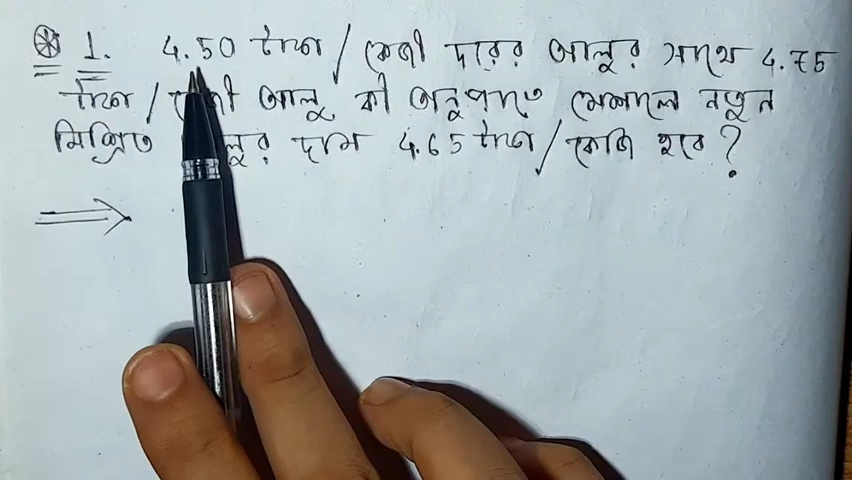 1. 4.50 টাকা / কেজী দরের আলুর সাথে 4.75
টাকা / আলু কী অনুপাতে মেশালে নতুন
মিশ্রিত দাম 4.65 টাকা / কেজি হবে ?